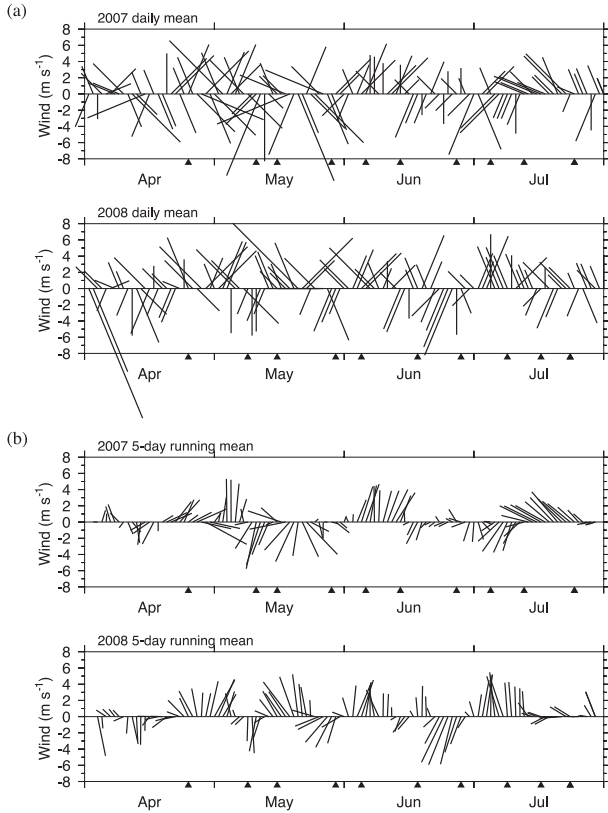 (a)
2007 daily mean
Wind (m s⁻¹)
8
6
4
2
0
-2
-4
-6
-8
Apr May Jun Jul
2008 daily mean
Wind (m s⁻¹)
8
6
4
2
0
-2
-4
-6
-8
Apr May Jun Jul
(b)
2007 5-day running mean
Wind (m s⁻¹)
8
6
4
2
0
-2
-4
-6
-8
Apr May Jun Jul
2008 5-day running mean
Wind (m s⁻¹)
8
6
4
2
0
-2
-4
-6
-8
Apr May Jun Jul